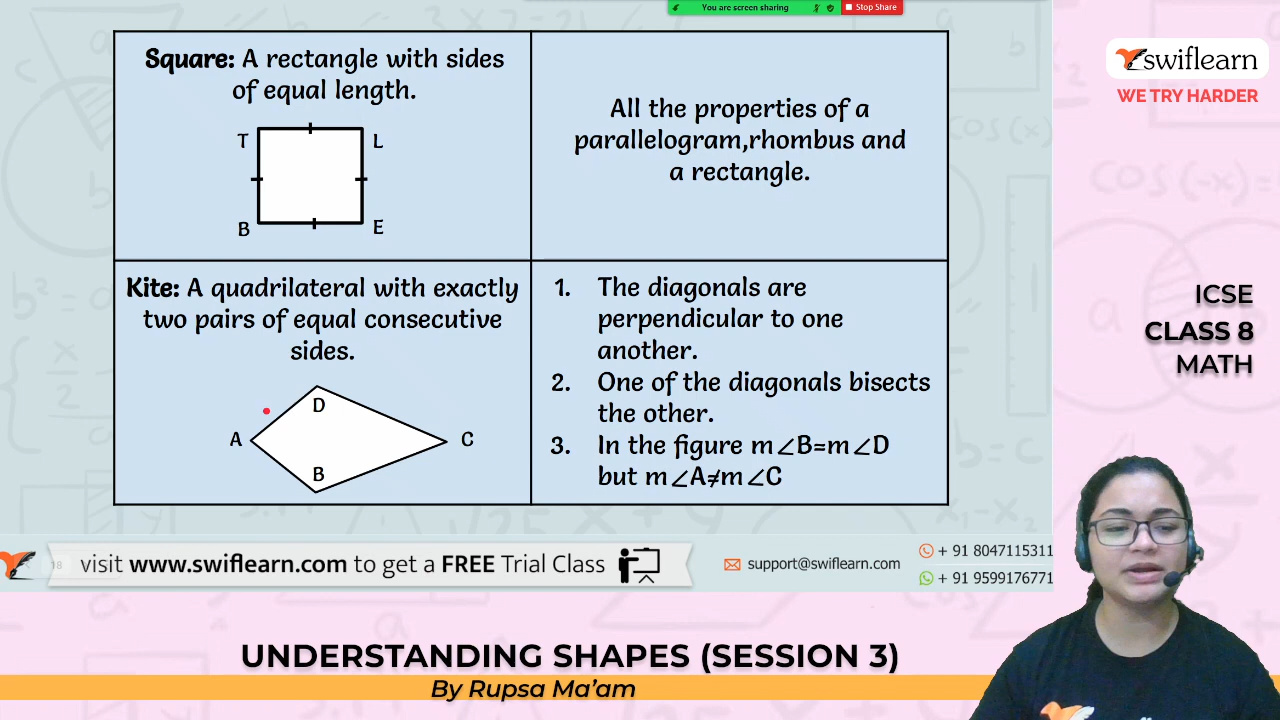 You are screen sharing
Stop Share
Square: A rectangle with sides
of equal length.
T
L
B
E
All the properties of a
parallelogram,rhombus and
a rectangle.
Kite: A quadrilateral with exactly
two pairs of equal consecutive
sides.
D
A
C
B
1. The diagonals are
perpendicular to one
another.
2. One of the diagonals bisects
the other.
3. In the figure m∠B=m∠D
but m∠A≠m∠C
swiflearn
WE TRY HARDER
ICSE
CLASS 8
MATH
visit www.swiflearn.com to get a FREE Trial Class
support@swiflearn.com
+ 91 8047115311
+ 91 9599176771
UNDERSTANDING SHAPES (SESSION 3)
By Rupsa Ma'am